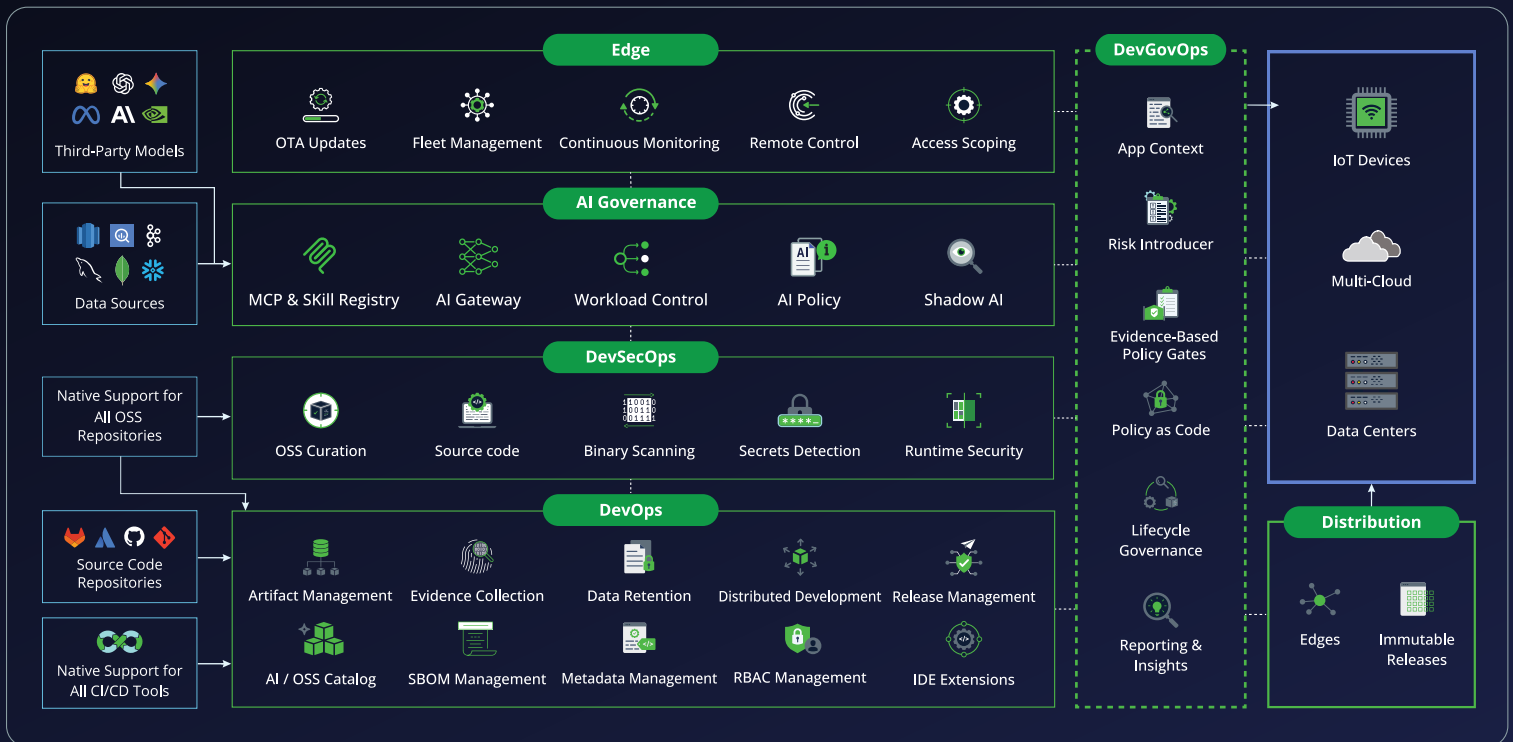 Third-Party Models
Data Sources
Native Support for
All OSS
Repositories
Source Code
Repositories
Native Support for
All CI/CD Tools
Edge
OTA Updates
Fleet Management
Continuous Monitoring
Remote Control
Access Scoping
AI Governance
MCP & SKill Registry
AI Gateway
Workload Control
AI
i
AI Policy
Shadow AI
DevSecOps
OSS Curation
Source code
110010
100110
01111
Binary Scanning
****_
Secrets Detection
Runtime Security
DevOps
Artifact Management
Evidence Collection
Data Retention
Distributed Development
Release Management
AI / OSS Catalog
SBOM Management
Metadata Management
RBAC Management
IDE Extensions
DevGovOps
App Context
Risk Introducer
Evidence-Based
Policy Gates
Policy as Code
Lifecycle
Governance
Reporting &
Insights
IoT Devices
Multi-Cloud
Data Centers
Distribution
Edges
Immutable
Releases